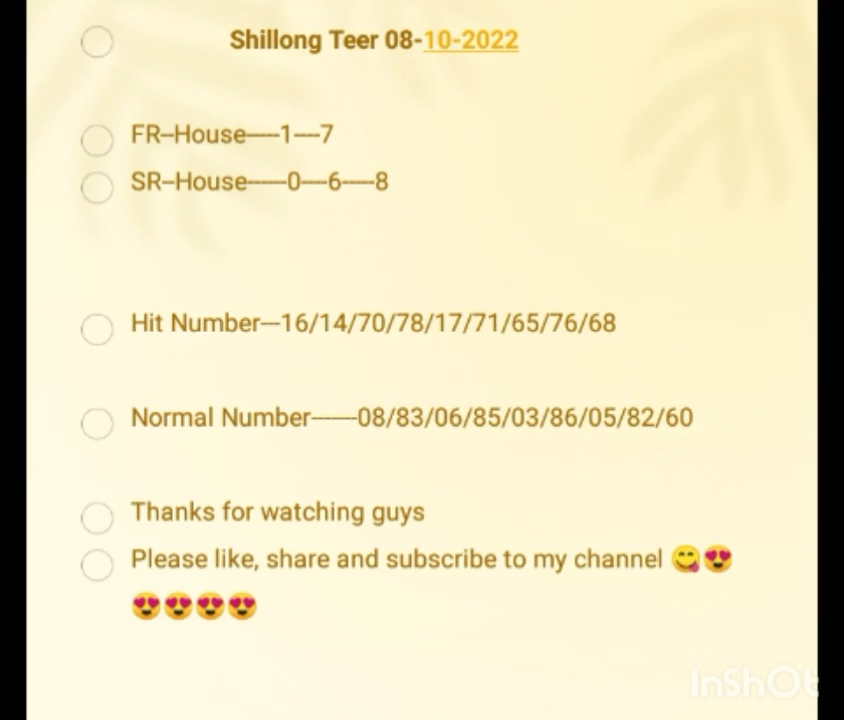 Shillong Teer 08-10-2022
FR–House----1---7
SR–House-----0---6----8
Hit Number---16/14/70/78/17/71/65/76/68
Normal Number------08/83/06/85/03/86/05/82/60
Thanks for watching guys
Please like, share and subscribe to my channel 😋😍
😍😍😍😍
InShOt